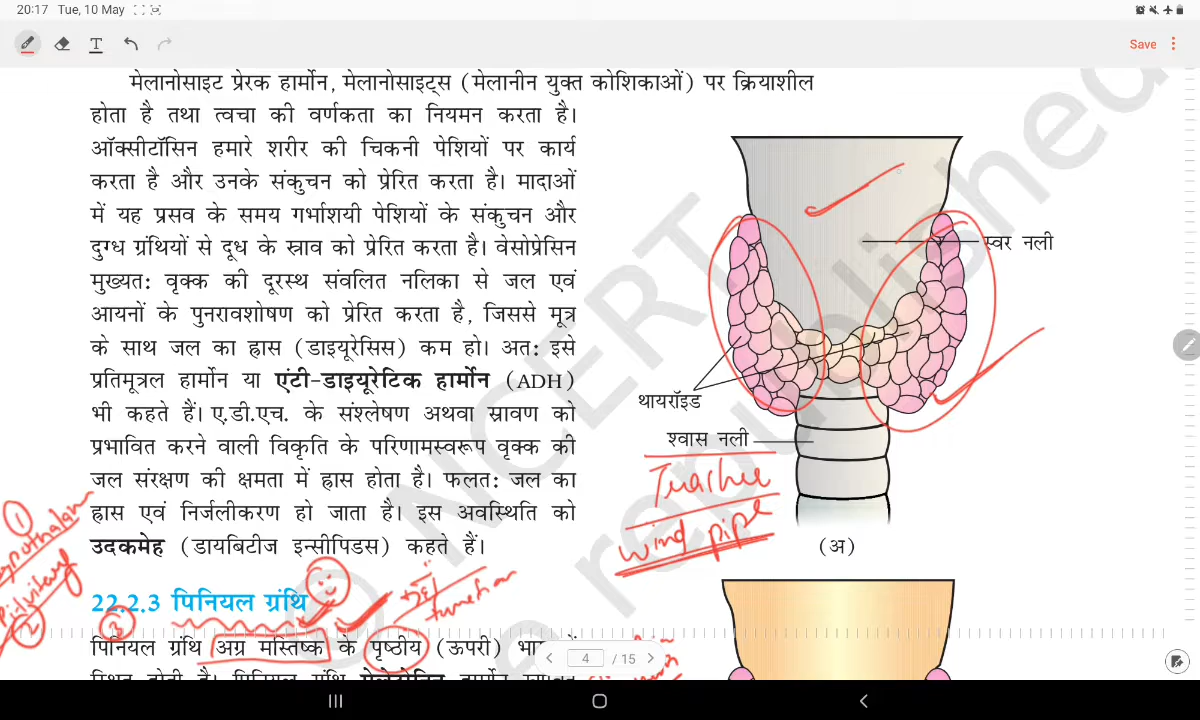 20:17 Tue, 10 May
T
Save
मेलानोसाइट प्रेरक हार्मोन, मेलानोसाइट्स (मेलानीन युक्त कोशिकाओं) पर क्रियाशील
होता है तथा त्वचा की वर्णकता का नियमन करता है।
ऑक्सीटॉसिन हमारे शरीर की चिकनी पेशियों पर कार्य
करता है और उनके संकुचन को प्रेरित करता है। मादाओं
में यह प्रसव के समय गर्भाशयी पेशियों के संकुचन और
दुग्ध ग्रंथियों से दूध के स्त्राव को प्रेरित करता है। वेसोप्रेसिन
मुख्यत: वृक्क की दूरस्थ संवलित नलिका से जल एवं
आयनों के पुनरावशोषण को प्रेरित करता है, जिससे मूत्र
के साथ जल का ह्रास (डाइयूरेसिस) कम हो। अत: इसे
प्रतिमूत्रल हार्मोन या एंटी-डाइयूरेटिक हार्मोन (ADH)
भी कहते हैं। ए.डी.एच. के संश्लेषण अथवा स्रावण को
प्रभावित करने वाली विकृति के परिणामस्वरूप वृक्क की
जल संरक्षण की क्षमता में ह्रास होता है। फलत: जल का
ह्रास एवं निर्जलीकरण हो जाता है। इस अवस्थिति को
उदकमेह (डायबिटीज इन्सीपिडस) कहते हैं।
स्वर नली
थायरॉइड
श्वास नली
wind pipe
(अ)
1
2
3
22.2.3 पिनियल ग्रंथि
पिनियल ग्रंथि अग्र मस्तिष्क के पृष्ठीय (ऊपरी)
4 / 15
© NCERT
republished